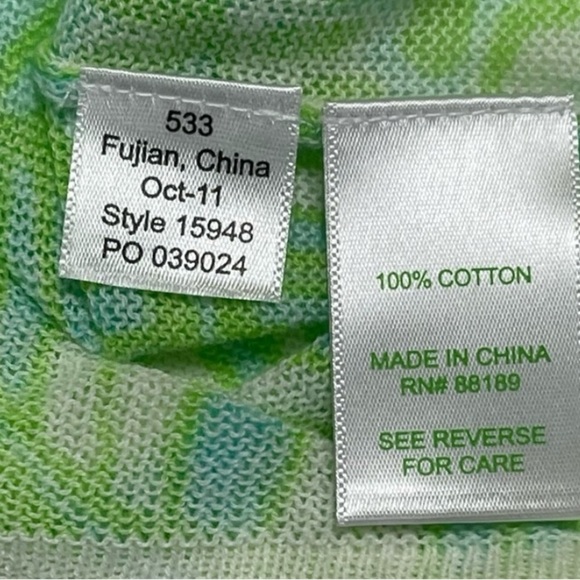 533
Fujian, China
Oct-11
Style 15948
PO 039024
100% COTTON
MADE IN CHINA
RN# 88189
SEE REVERSE
FOR CARE